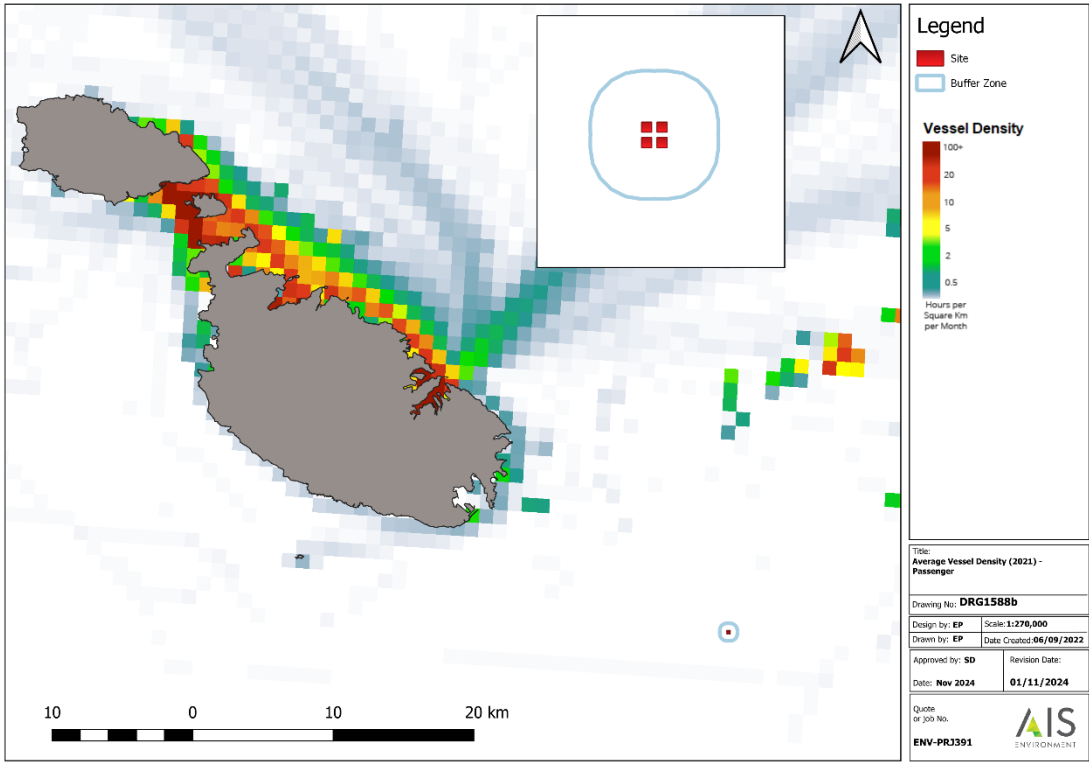 Legend
Site
Buffer Zone
Vessel Density
100+
20
10
5
2
0.5
Hours per
Square Km
per Month
10
0
10
20 km
Title:
Average Vessel Density (2021) -
Passenger
Drawing No: DRG1588b
Design by: EP
Scale:1:270,000
Drawn by: EP
Date Created:06/09/2022
Approved by: SD
Revision Date:
Date: Nov 2024
01/11/2024
Quote
or job No.
ENV-PRJ391
AIS
ENVIRONMENT